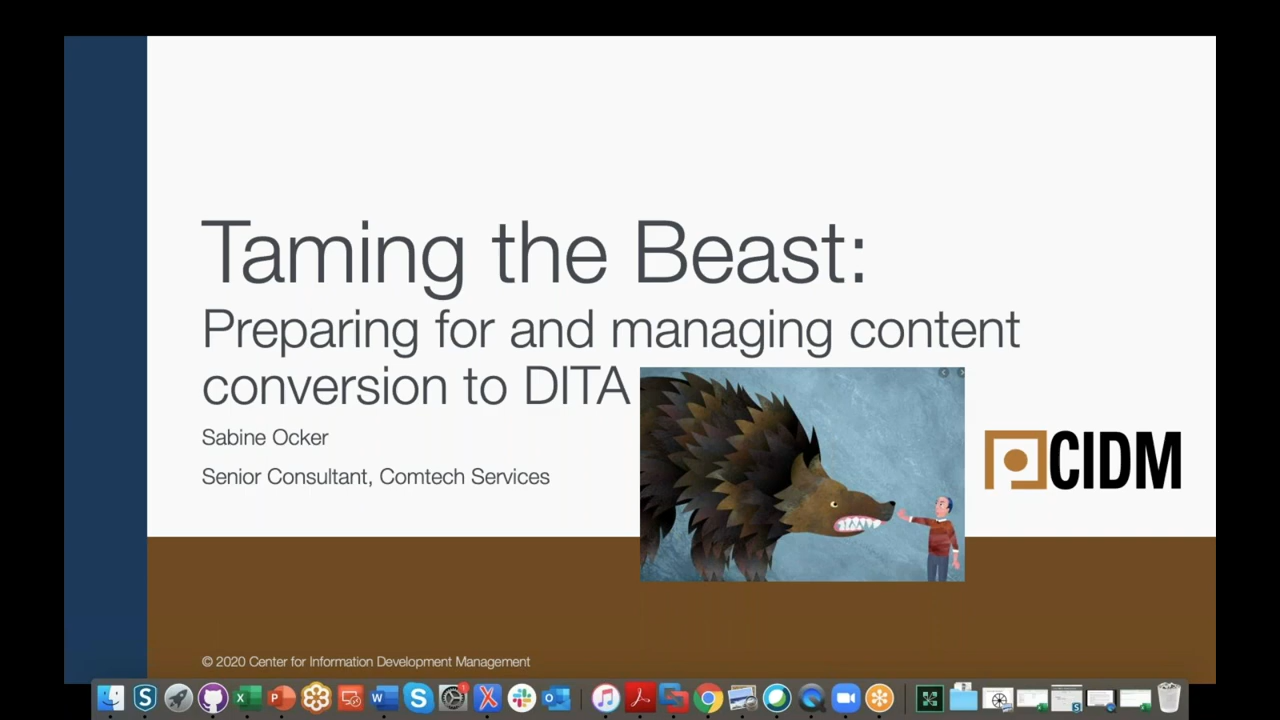 Taming the Beast:
Preparing for and managing content
conversion to DITA
Sabine Ocker
Senior Consultant, Comtech Services
CIDM
© 2020 Center for Information Development Management